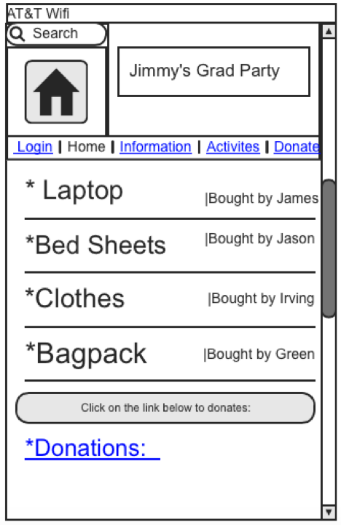 AT&T Wifi
Search
Jimmy's Grad Party
Login | Home | Information | Activites | Donate
* Laptop |Bought by James
*Bed Sheets |Bought by Jason
*Clothes |Bought by Irving
*Bagpack |Bought by Green
Click on the link below to donates:
*Donations: